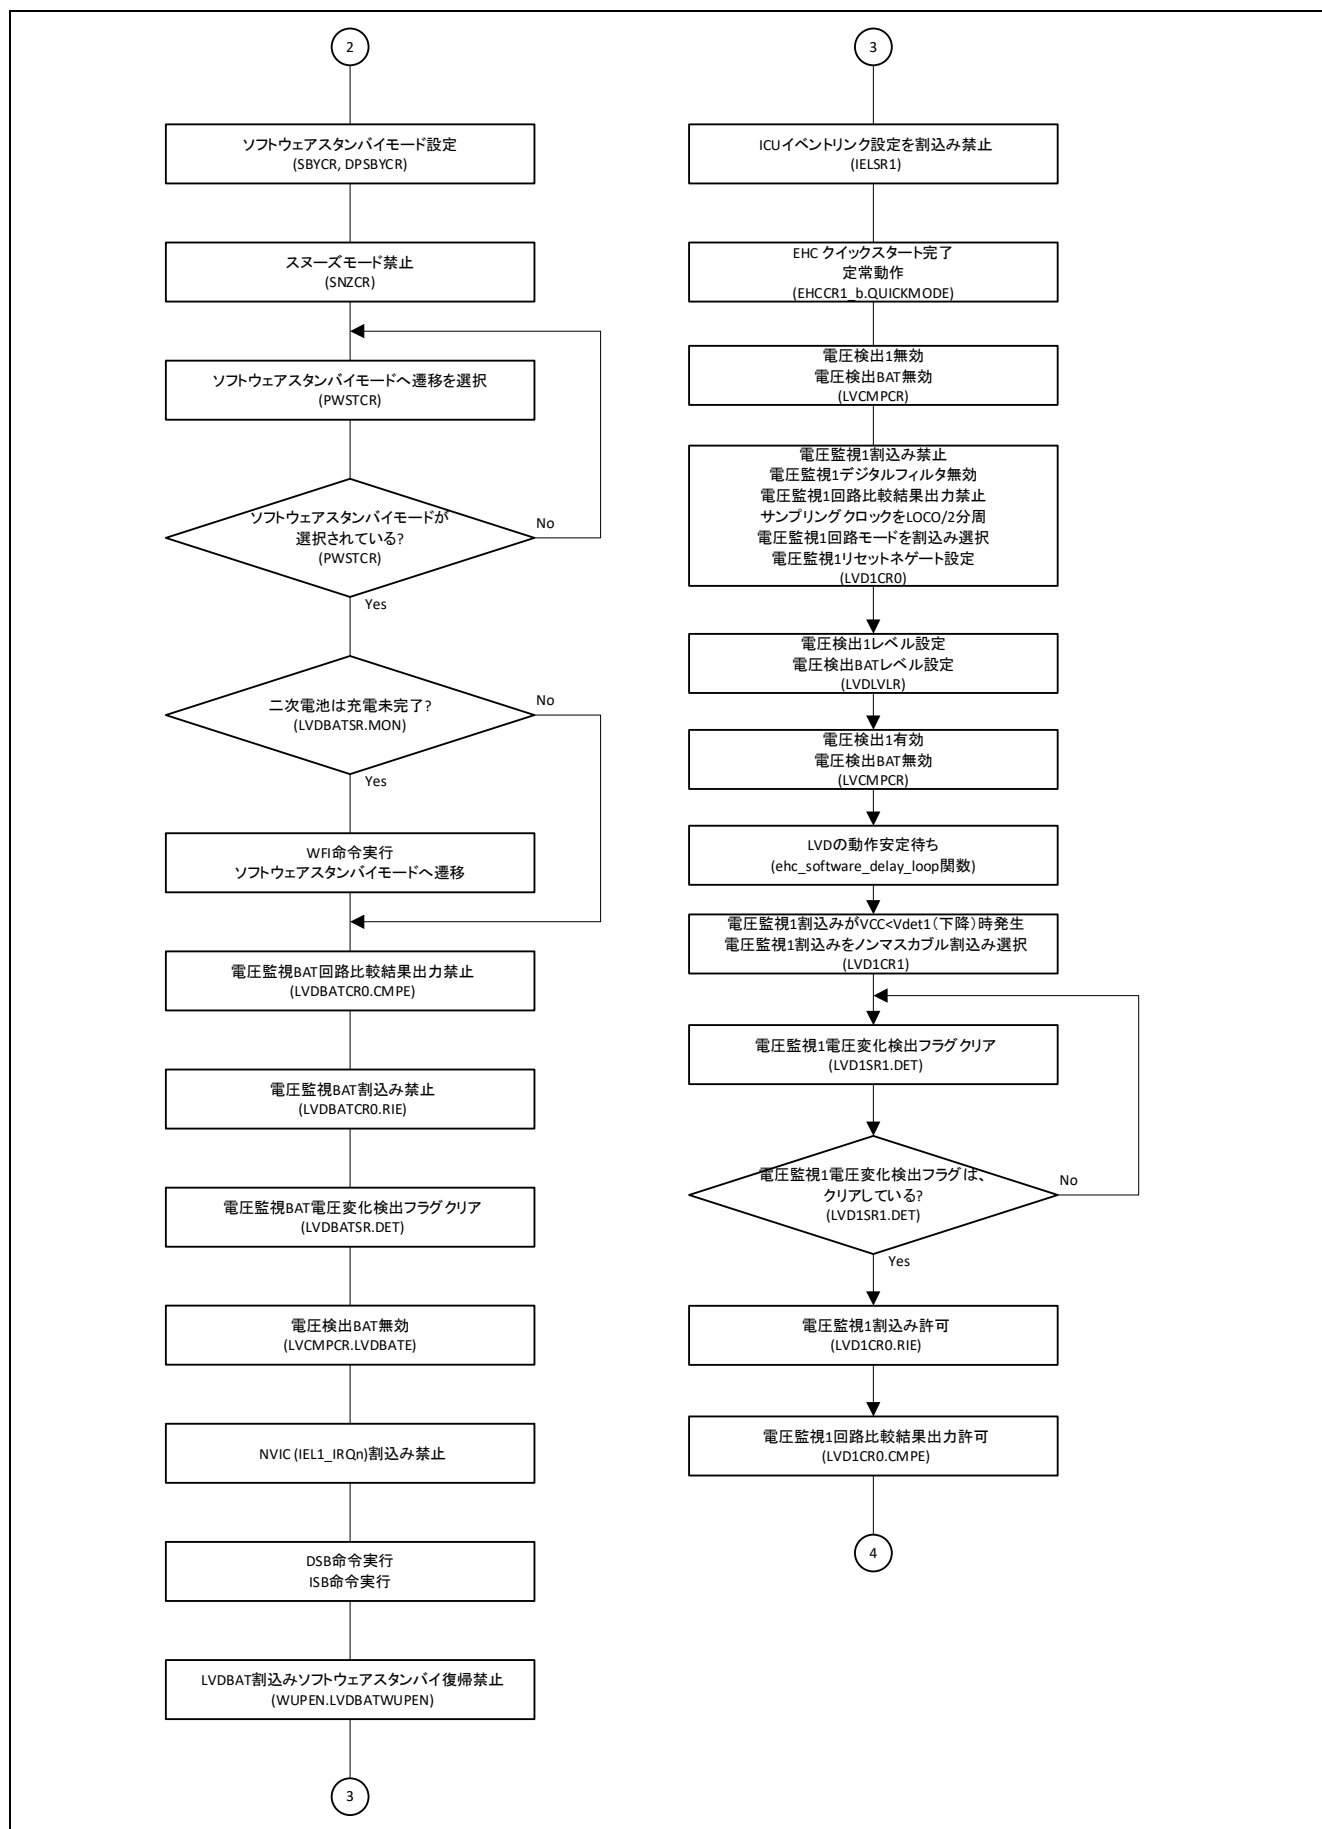 2
ソフトウェアスタンバイモード設定
(SBYCR, DPSBYCR)
スヌーズモード禁止
(SNZCR)
ソフトウェアスタンバイモードへ遷移を選択
(PWSTCR)
ソフトウェアスタンバイモードが
選択されている?
(PWSTCR)
No
Yes
二次電池は充電未完了?
(LVDBATSR.MON)
No
Yes
WFI命令実行
ソフトウェアスタンバイモードへ遷移
電圧監視BAT回路比較結果出力禁止
(LVDBATCR0.CMPE)
電圧監視BAT割込み禁止
(LVDBATCR0.RIE)
電圧監視BAT電圧変化検出フラグクリア
(LVDBATSR.DET)
電圧検出BAT無効
(LVCMPCR.LVDBATE)
NVIC (IEL1_IRQn)割込み禁止
DSB命令実行
ISB命令実行
LVDBAT割込みソフトウェアスタンバイ復帰禁止
(WUPEN.LVDBATWUPEN)
3
3
ICUイベントリンク設定を割込み禁止
(IELSR1)
EHC クイックスタート完了
定常動作
(EHCCR1_b.QUICKMODE)
電圧検出1無効
電圧検出BAT無効
(LVCMPCR)
電圧監視1割込み禁止
電圧監視1デジタルフィルタ無効
電圧監視1回路比較結果出力禁止
サンプリングクロックをLOCO/2分周
電圧監視1回路モードを割込み選択
電圧監視1リセットネゲート設定
(LVD1CR0)
電圧検出1レベル設定
電圧検出BATレベル設定
(LVDLVLR)
電圧検出1有効
電圧検出BAT無効
(LVCMPCR)
LVDの動作安定待ち
(ehc_software_delay_loop関数)
電圧監視1割込みがVCC<Vdet1(下降)時発生
電圧監視1割込みをノンマスカブル割込み選択
(LVD1CR1)
電圧監視1電圧変化検出フラグクリア
(LVD1SR1.DET)
電圧監視1電圧変化検出フラグは、
クリアしている?
(LVD1SR1.DET)
No
Yes
電圧監視1割込み許可
(LVD1CR0.RIE)
電圧監視1回路比較結果出力許可
(LVD1CR0.CMPE)
4